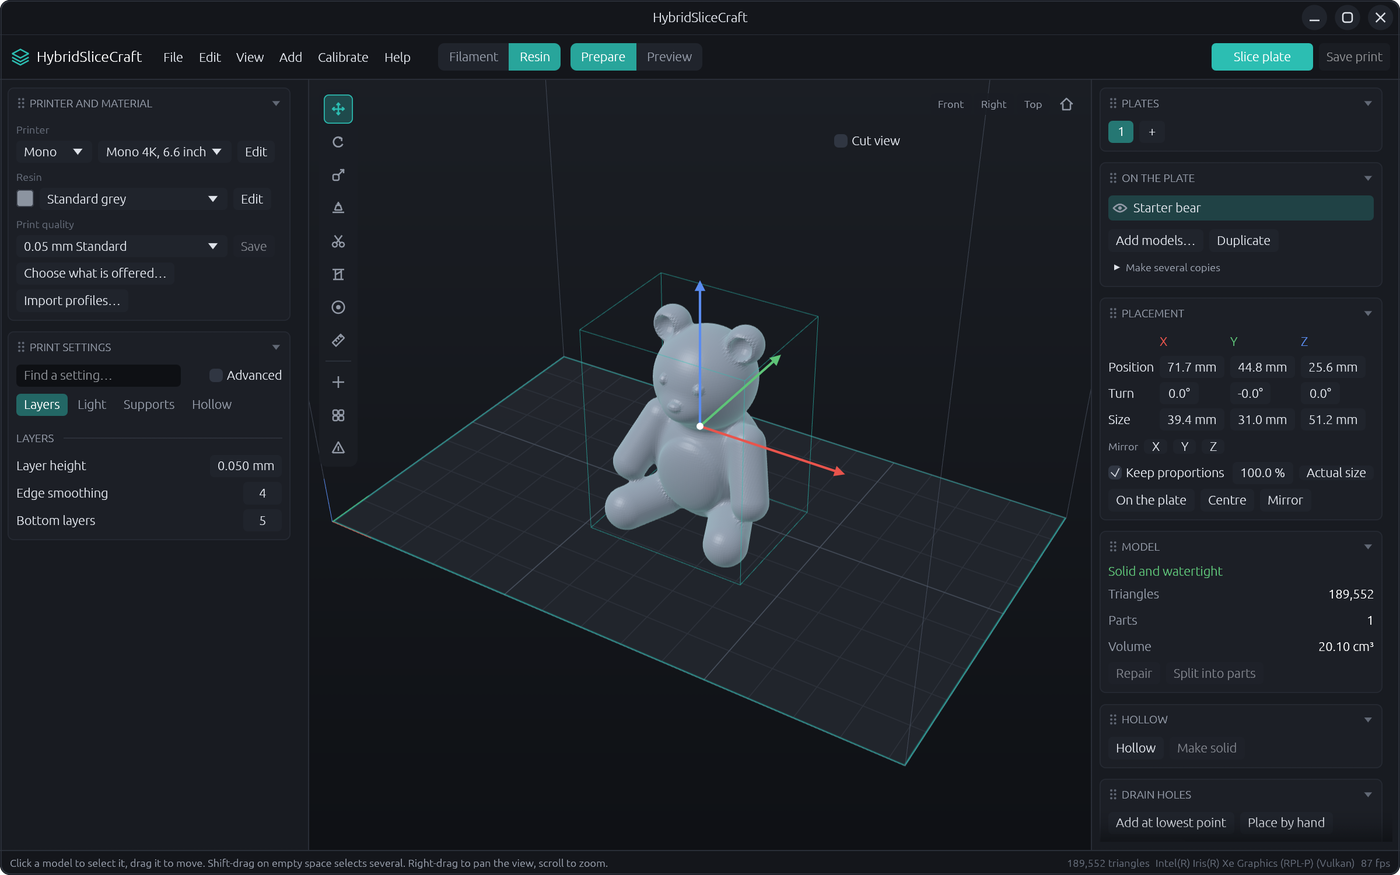 HybridSliceCraft
HybridSliceCraft File Edit View Add Calibrate Help Filament Resin Prepare Preview Slice plate Save print
PRINTER AND MATERIAL
Printer
Mono Mono 4K, 6.6 inch Edit
Resin
Standard grey Edit
Print quality
0.05 mm Standard Save
Choose what is offered…
Import profiles…
PRINT SETTINGS
Find a setting… Advanced
Layers Light Supports Hollow
LAYERS
Layer height 0.050 mm
Edge smoothing 4
Bottom layers 5
Front Right Top
Cut view
PLATES
1 +
ON THE PLATE
Starter bear
Add models… Duplicate
Make several copies
PLACEMENT
X Y Z
Position 71.7 mm 44.8 mm 25.6 mm
Turn 0.0° -0.0° 0.0°
Size 39.4 mm 31.0 mm 51.2 mm
Mirror X Y Z
Keep proportions 100.0 % Actual size
On the plate Centre Mirror
MODEL
Solid and watertight
Triangles 189,552
Parts 1
Volume 20.10 cm³
Repair Split into parts
HOLLOW
Hollow Make solid
DRAIN HOLES
Add at lowest point Place by hand
Click a model to select it, drag it to move. Shift-drag on empty space selects several. Right-drag to pan the view, scroll to zoom.
189,552 triangles Intel(R) Iris(R) Xe Graphics (RPL-P) (Vulkan) 87 fps